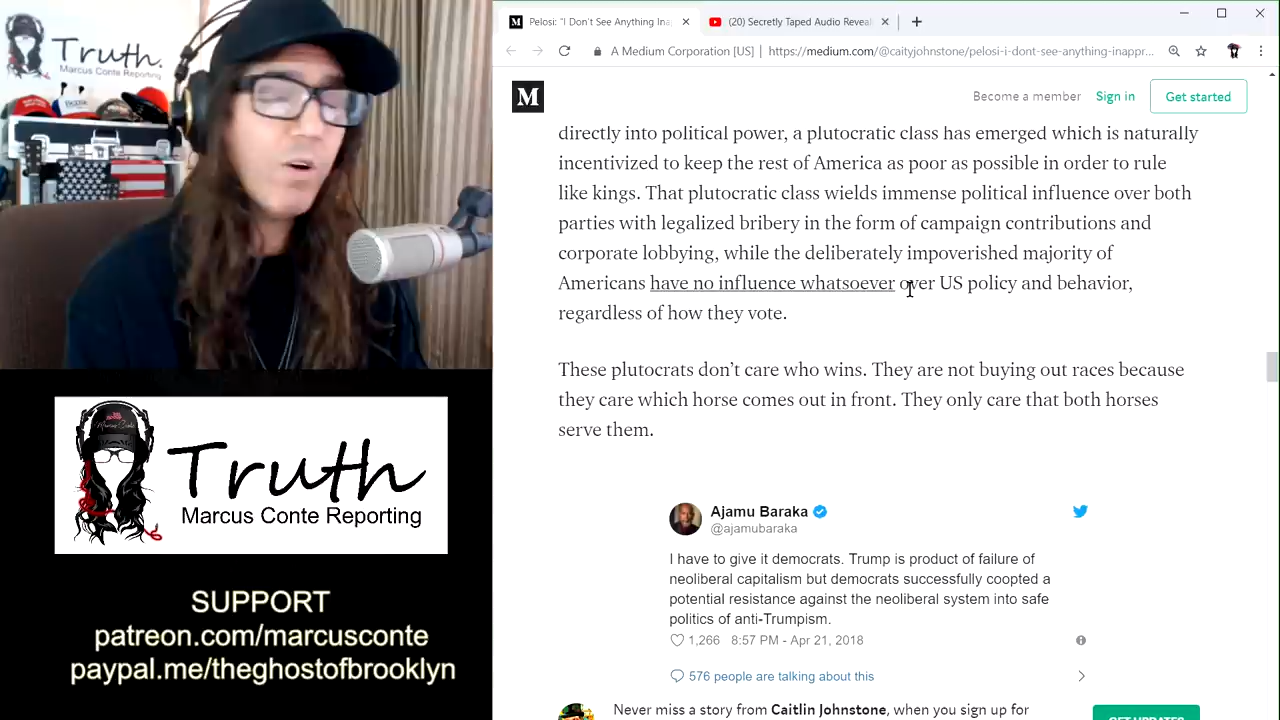 Truth.
Marcus Conte Reporting
Pelosi: "I Don't See Anything Ina
(20) Secretly Taped Audio Reveal
A Medium Corporation [US] | https://medium.com/@caityjohnstone/pelosi-i-dont-see-anything-inappr...
M
Become a member
Sign in
Get started
directly into political power, a plutocratic class has emerged which is naturally
incentivized to keep the rest of America as poor as possible in order to rule
like kings. That plutocratic class wields immense political influence over both
parties with legalized bribery in the form of campaign contributions and
corporate lobbying, while the deliberately impoverished majority of
Americans have no influence whatsoever over US policy and behavior,
regardless of how they vote.
These plutocrats don’t care who wins. They are not buying out races because
they care which horse comes out in front. They only care that both horses
serve them.
Ajamu Baraka
@ajamubaraka
I have to give it democrats. Trump is product of failure of
neoliberal capitalism but democrats successfully coopted a
potential resistance against the neoliberal system into safe
politics of anti-Trumpism.
1,266 8:57 PM - Apr 21, 2018
576 people are talking about this
Never miss a story from Caitlin Johnstone, when you sign up for
GET UPDATES
Truth
Marcus Conte Reporting
SUPPORT
patreon.com/marcusconte
paypal.me/theghostofbrooklyn